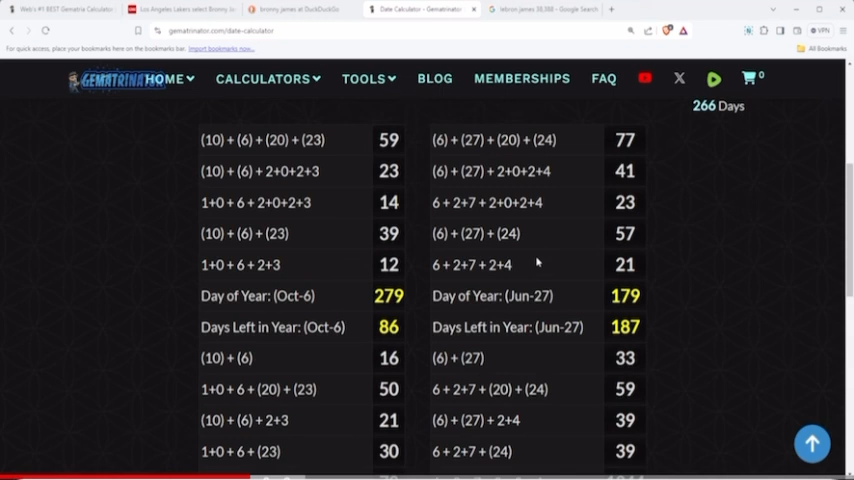 Web's #1 BEST Gematria Calculator
Los Angeles Lakers select Bronny Ja
bronny james at DuckDuckGo
Date Calculator - Gematrinator
lebron james 38,388 - Google Search
gematrinator.com/date-calculator
VPN
For quick access, place your bookmarks here on the bookmarks bar. Import bookmarks now...
All Bookmarks
GEMATRINATOR
HOME
CALCULATORS
TOOLS
BLOG
MEMBERSHIPS
FAQ
0
266 Days
(10) + (6) + (20) + (23) 59
(6) + (27) + (20) + (24) 77
(10) + (6) + 2+0+2+3 23
(6) + (27) + 2+0+2+4 41
1+0 + 6 + 2+0+2+3 14
6 + 2+7 + 2+0+2+4 23
(10) + (6) + (23) 39
(6) + (27) + (24) 57
1+0 + 6 + 2+3 12
6 + 2+7 + 2+4 21
Day of Year: (Oct-6) 279
Day of Year: (Jun-27) 179
Days Left in Year: (Oct-6) 86
Days Left in Year: (Jun-27) 187
(10) + (6) 16
(6) + (27) 33
1+0 + 6 + (20) + (23) 50
6 + 2+7 + (20) + (24) 59
(10) + (6) + 2+3 21
(6) + (27) + 2+4 39
1+0 + 6 + (23) 30
6 + 2+7 + (24) 39